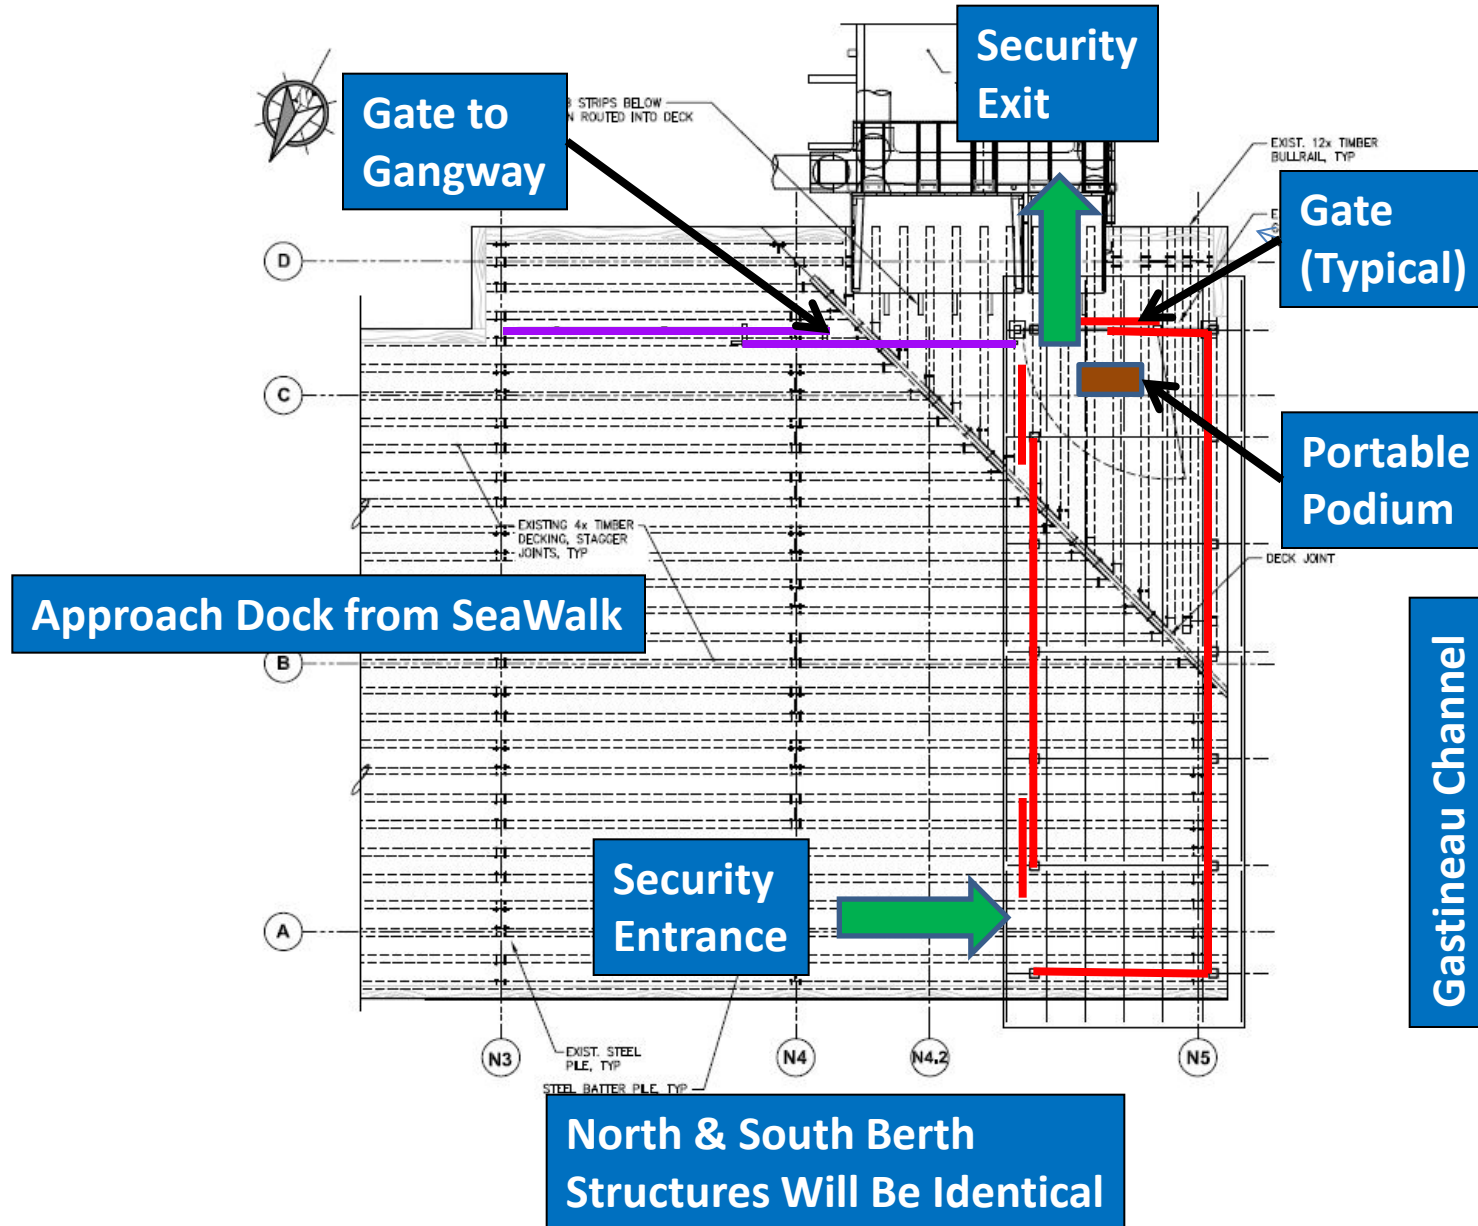 Security
Exit
Gate to
Gangway
STRIPS BELOW
ROUTED INTO DECK
EXIST. 12x TIMBER
BULLRAIL, TYP
Gate
(Typical)
D
C
Portable
Podium
EXISTING 4x TIMBER
DECKING, STAGGER
JOINTS, TYP
DECK JOINT
Approach Dock from SeaWalk
B
Gastineau Channel
Security
Entrance
A
N3
N4
N4.2
N5
EXIST. STEEL
PILE, TYP
STEEL BATTER PILE, TYP
North & South Berth
Structures Will Be Identical